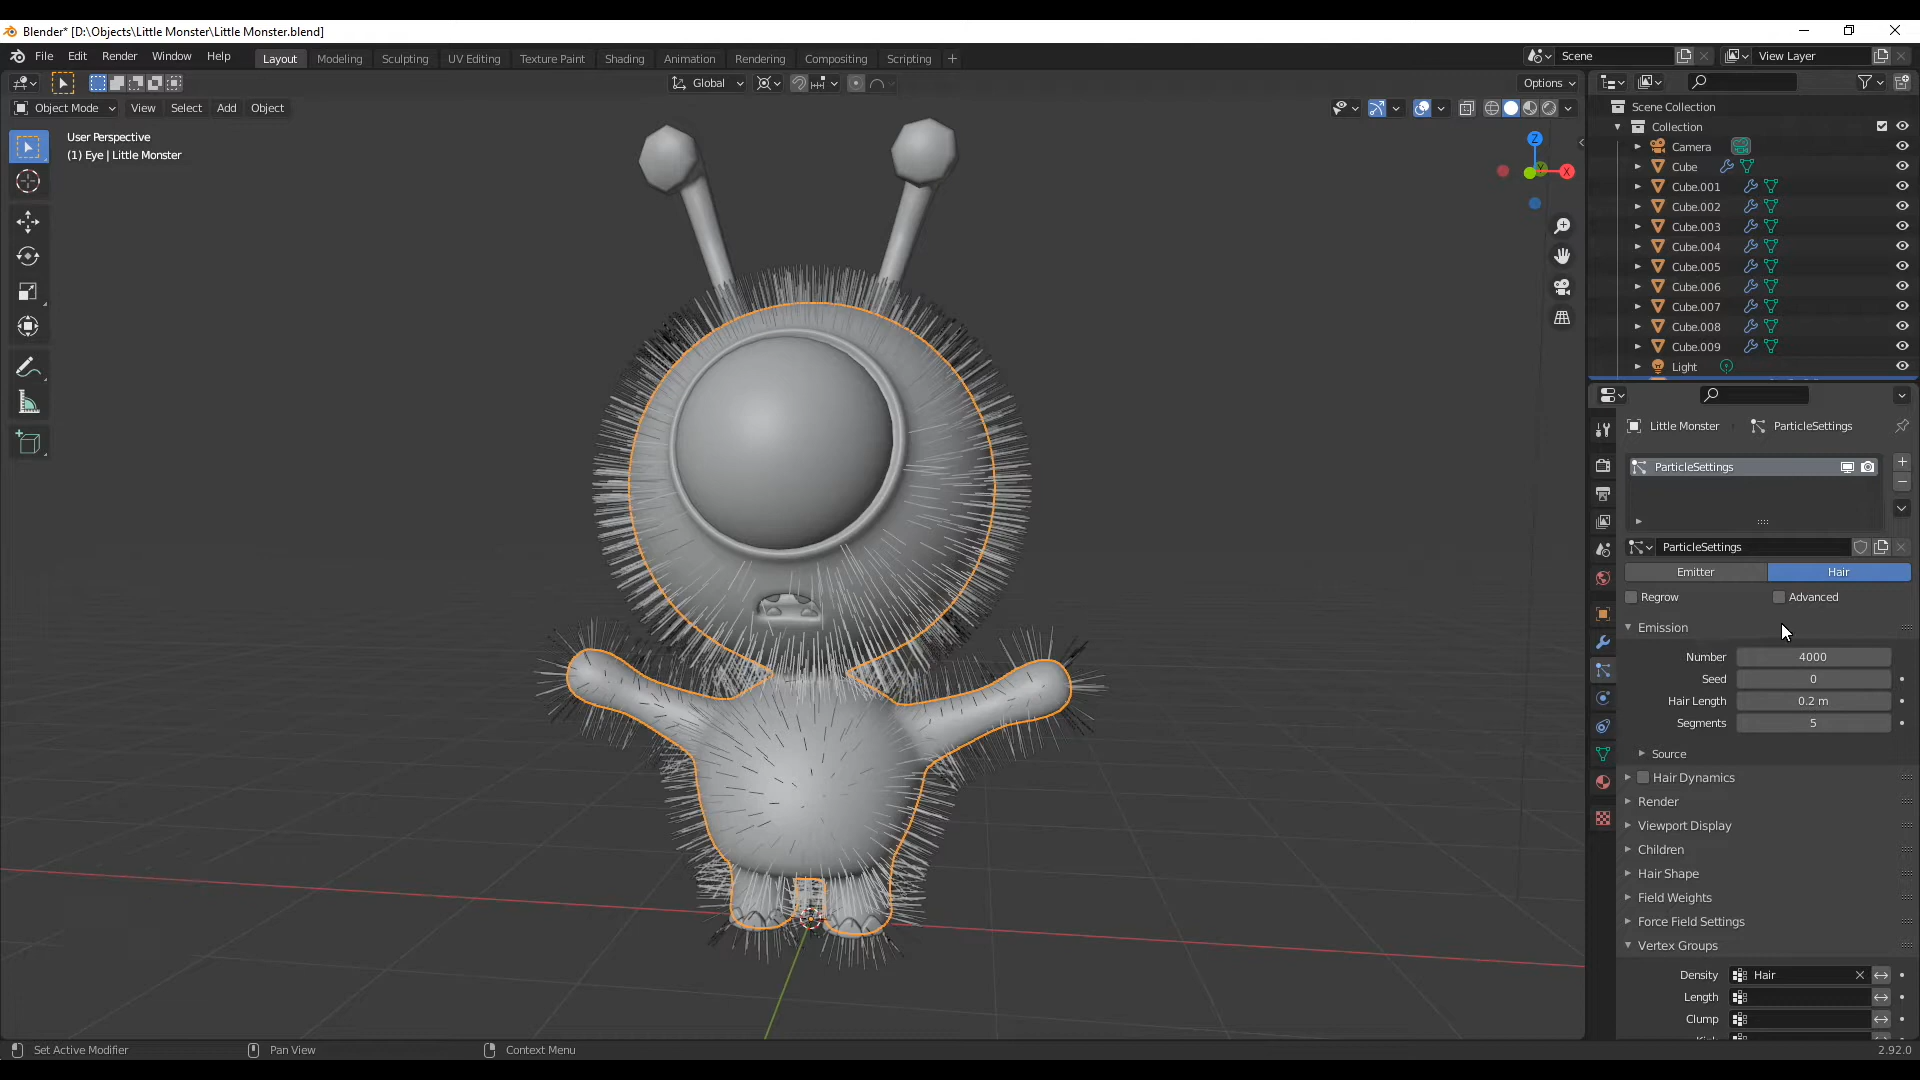 Blender* [D:\Objects\Little Monster\Little Monster.blend]
File Edit Render Window Help
Layout Modeling Sculpting UV Editing Texture Paint Shading Animation Rendering Compositing Scripting +
Scene
View Layer
Global
Options
Object Mode View Select Add Object
User Perspective
(1) Eye | Little Monster
Z
X
Scene Collection
Collection
Camera
Cube
Cube.001
Cube.002
Cube.003
Cube.004
Cube.005
Cube.006
Cube.007
Cube.008
Cube.009
Light
Little Monster ParticleSettings
ParticleSettings
ParticleSettings
Emitter Hair
Regrow Advanced
Emission
Number 4000
Seed 0
Hair Length 0.2 m
Segments 5
Source
Hair Dynamics
Render
Viewport Display
Children
Hair Shape
Field Weights
Force Field Settings
Vertex Groups
Density Hair
Length
Clump
Set Active Modifier Pan View Context Menu
2.92.0